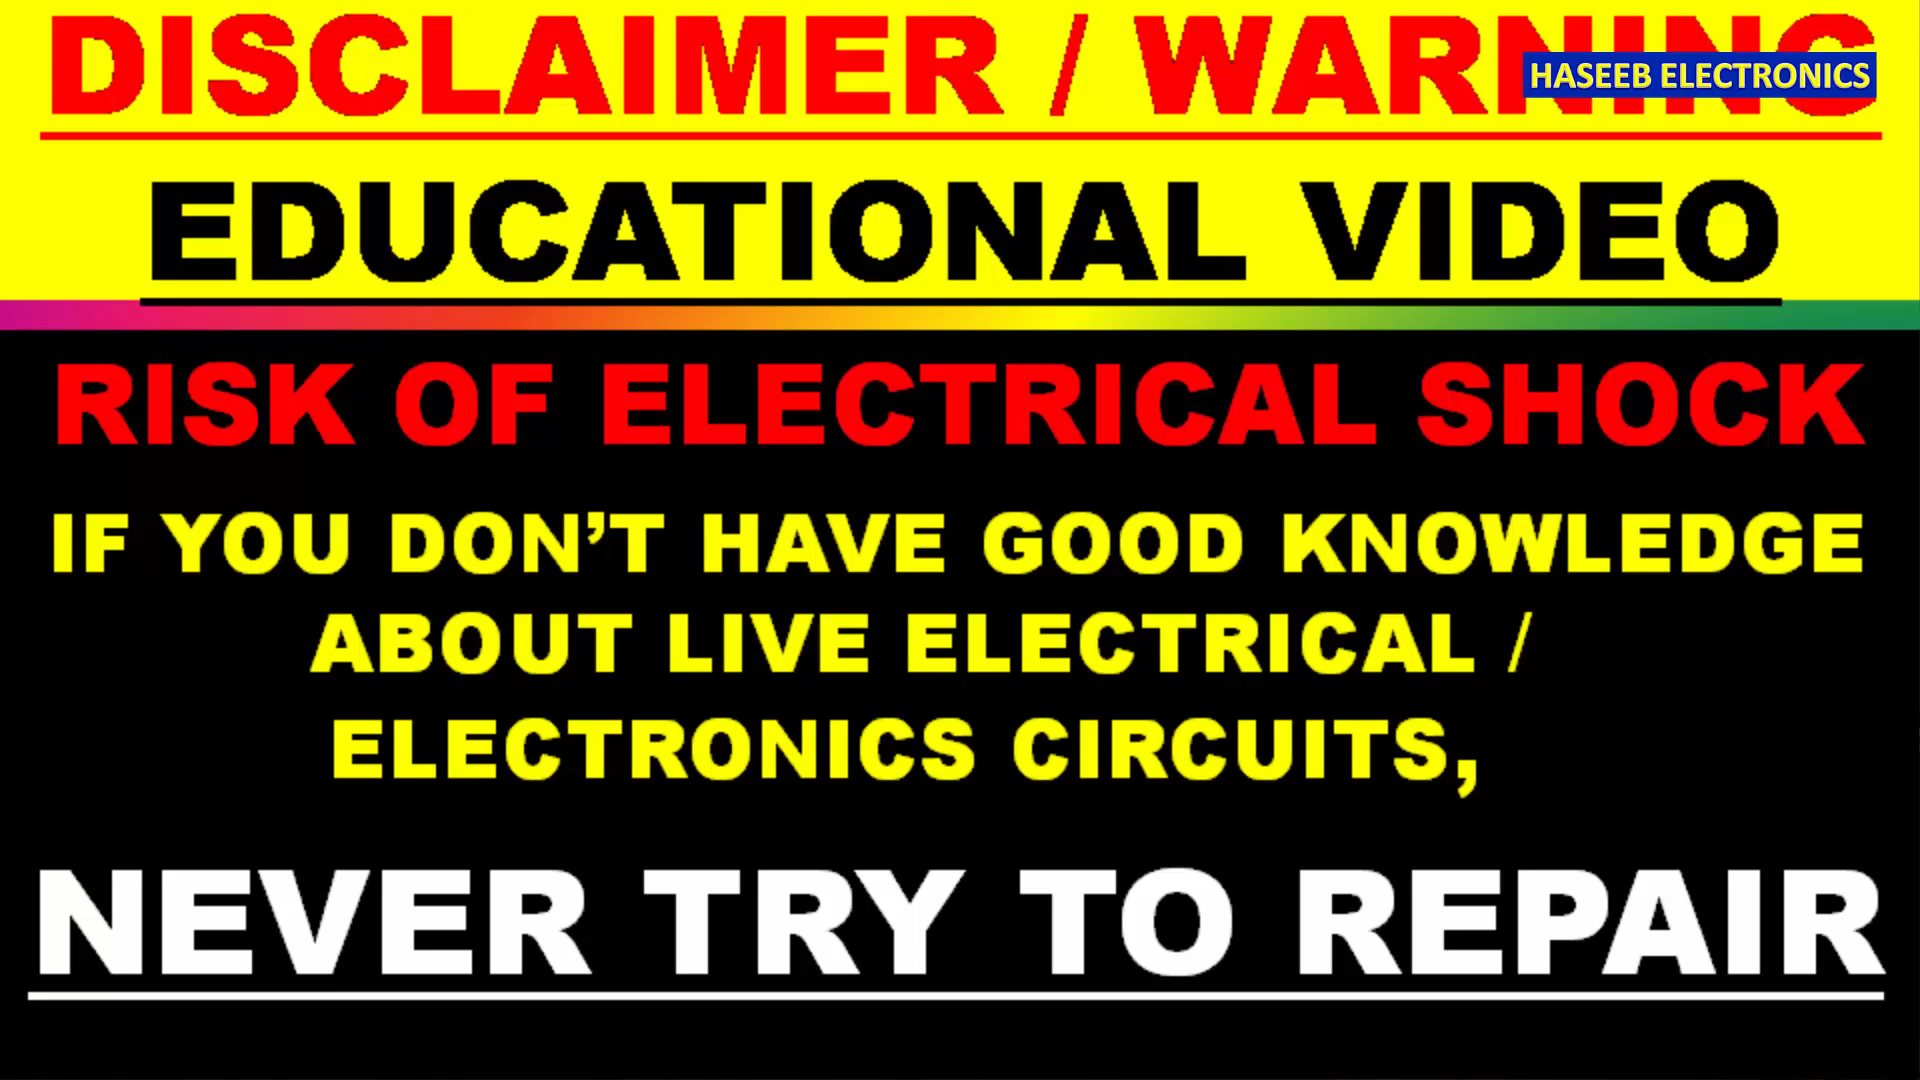 DISCLAIMER / WARNING
HASEEB ELECTRONICS
EDUCATIONAL VIDEO
RISK OF ELECTRICAL SHOCK
IF YOU DON’T HAVE GOOD KNOWLEDGE
ABOUT LIVE ELECTRICAL /
ELECTRONICS CIRCUITS,
NEVER TRY TO REPAIR